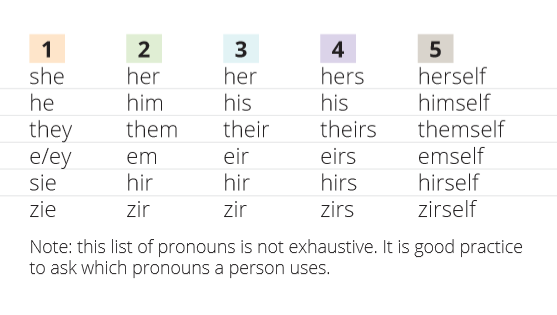 1 2 3 4 5
she her her hers herself
he him his his himself
they them their theirs themself
e/ey em eir eirs emself
sie hir hir hirs hirself
zie zir zir zirs zirself
Note: this list of pronouns is not exhaustive. It is good practice
to ask which pronouns a person uses.